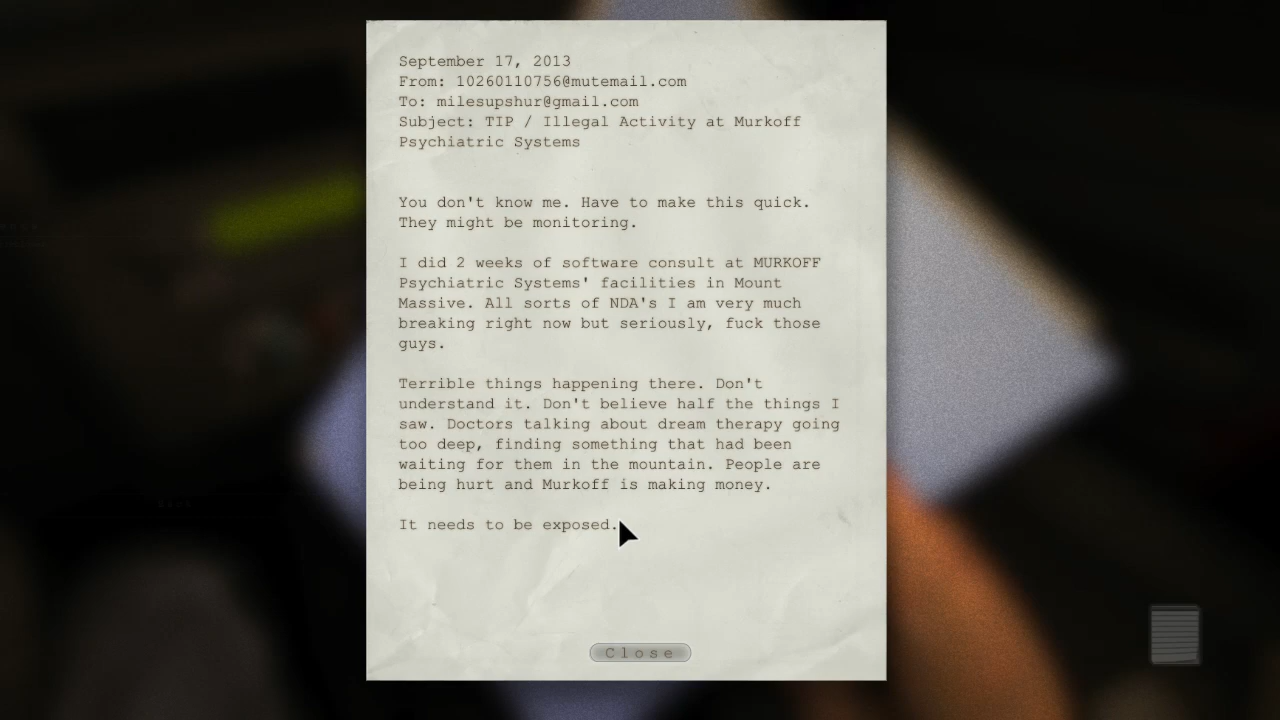 September 17, 2013
From: 10260110756@mutemail.com
To: milesupshur@gmail.com
Subject: TIP / Illegal Activity at Murkoff
Psychiatric Systems
You don't know me. Have to make this quick.
They might be monitoring.
I did 2 weeks of software consult at MURKOFF
Psychiatric Systems' facilities in Mount
Massive. All sorts of NDA's I am very much
breaking right now but seriously, fuck those
guys.
Terrible things happening there. Don't
understand it. Don't believe half the things I
saw. Doctors talking about dream therapy going
too deep, finding something that had been
waiting for them in the mountain. People are
being hurt and Murkoff is making money.
It needs to be exposed.
Close